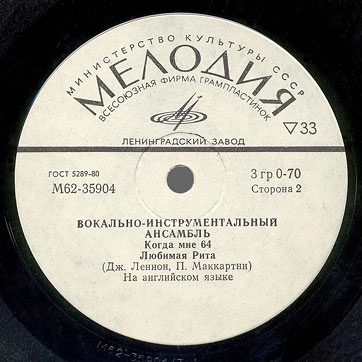 МИНИСТЕРСТВО КУЛЬТУРЫ СССР
МЕЛОДИЯ
ВСЕСОЮЗНАЯ ФИРМА ГРАМПЛАСТИНОК
▽33
ЛЕНИНГРАДСКИЙ ЗАВОД
ГОСТ 5289-80
М62-35904
3 гр 0-70
Сторона 2
ВОКАЛЬНО-ИНСТРУМЕНТАЛЬНЫЙ
АНСАМБЛЬ
Когда мне 64
Любимая Рита
(Дж. Леннон, П. Маккартни)
На английском языке